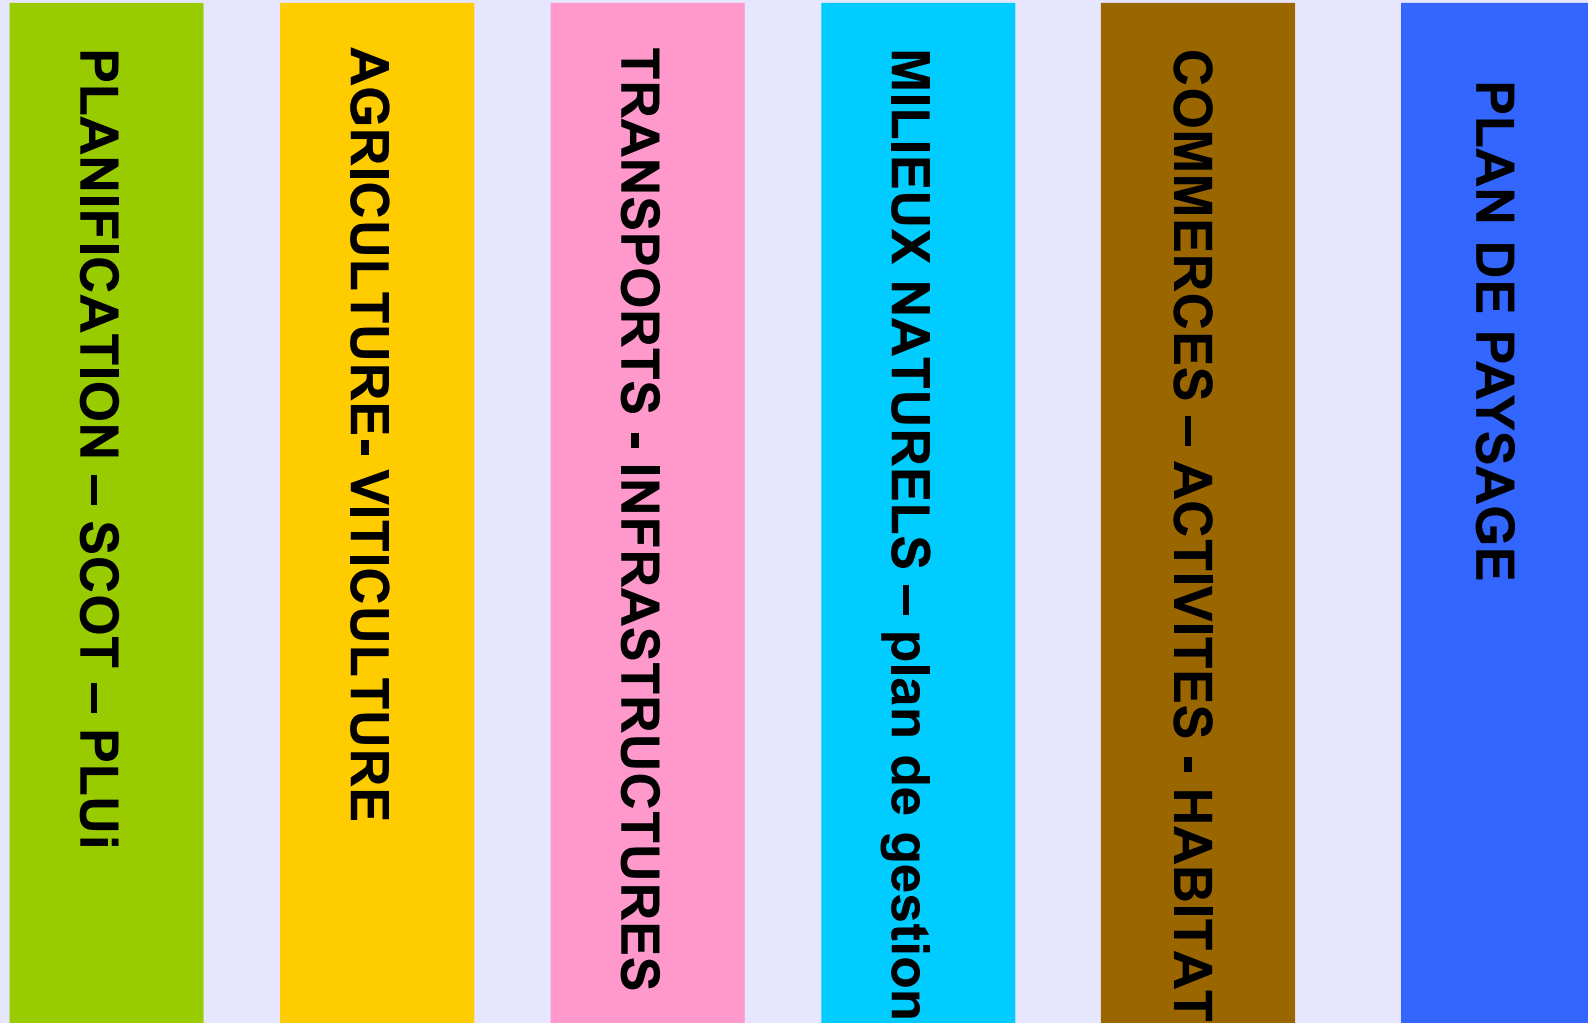 PLANIFICATION – SCOT – PLUi
AGRICULTURE- VITICULTURE
TRANSPORTS - INFRASTRUCTURES
MILIEUX NATURELS – plan de gestion
COMMERCES – ACTIVITES - HABITAT
PLAN DE PAYSAGE